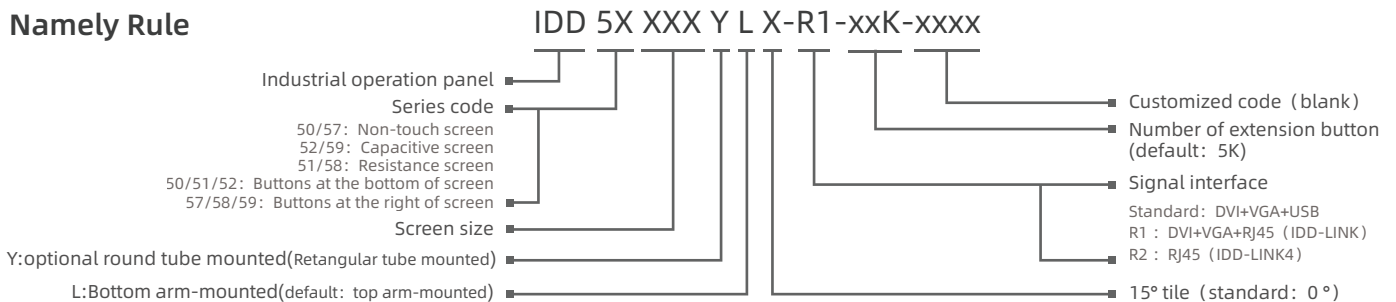 Namely Rule
IDD 5X XXX Y L X-R1-xxK-xxxx
Industrial operation panel
Series code
50/57: Non-touch screen
52/59: Capacitive screen
51/58: Resistance screen
50/51/52: Buttons at the bottom of screen
57/58/59: Buttons at the right of screen
Screen size
Y:optional round tube mounted(Retangular tube mounted)
L:Bottom arm-mounted(default: top arm-mounted)
Customized code (blank)
Number of extension button
(default: 5K)
Signal interface
Standard: DVI+VGA+USB
R1 : DVI+VGA+RJ45 (IDD-LINK)
R2 : RJ45 (IDD-LINK4)
15° tile (standard: 0°)